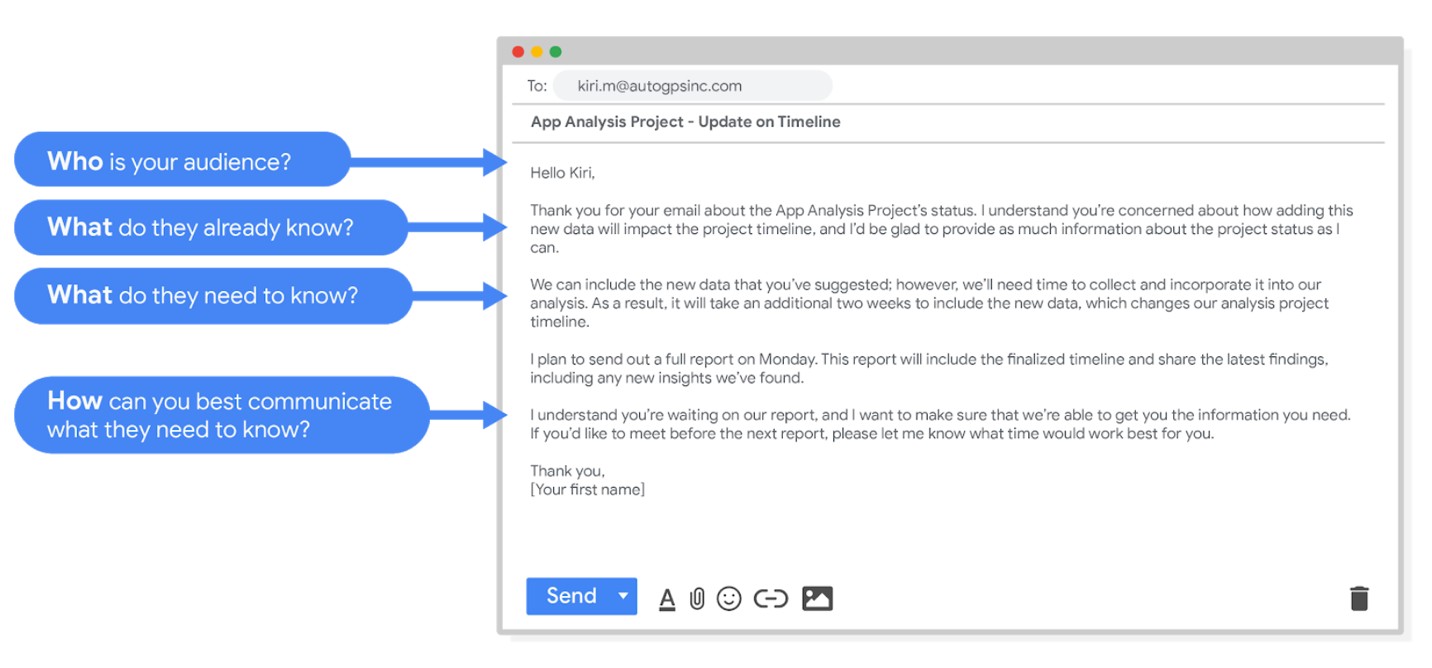 To: kiri.m@autogpsinc.com
App Analysis Project - Update on Timeline
Who is your audience?
Hello Kiri,
What do they already know?
Thank you for your email about the App Analysis Project's status. I understand you're concerned about how adding this
new data will impact the project timeline, and I'd be glad to provide as much information about the project status as I
can.
What do they need to know?
We can include the new data that you've suggested; however, we'll need time to collect and incorporate it into our
analysis. As a result, it will take an additional two weeks to include the new data, which changes our analysis project
timeline.
I plan to send out a full report on Monday. This report will include the finalized timeline and share the latest findings,
including any new insights we've found.
How can you best communicate
what they need to know?
I understand you're waiting on our report, and I want to make sure that we're able to get you the information you need.
If you'd like to meet before the next report, please let me know what time would work best for you.
Thank you,
[Your first name]
Send
A